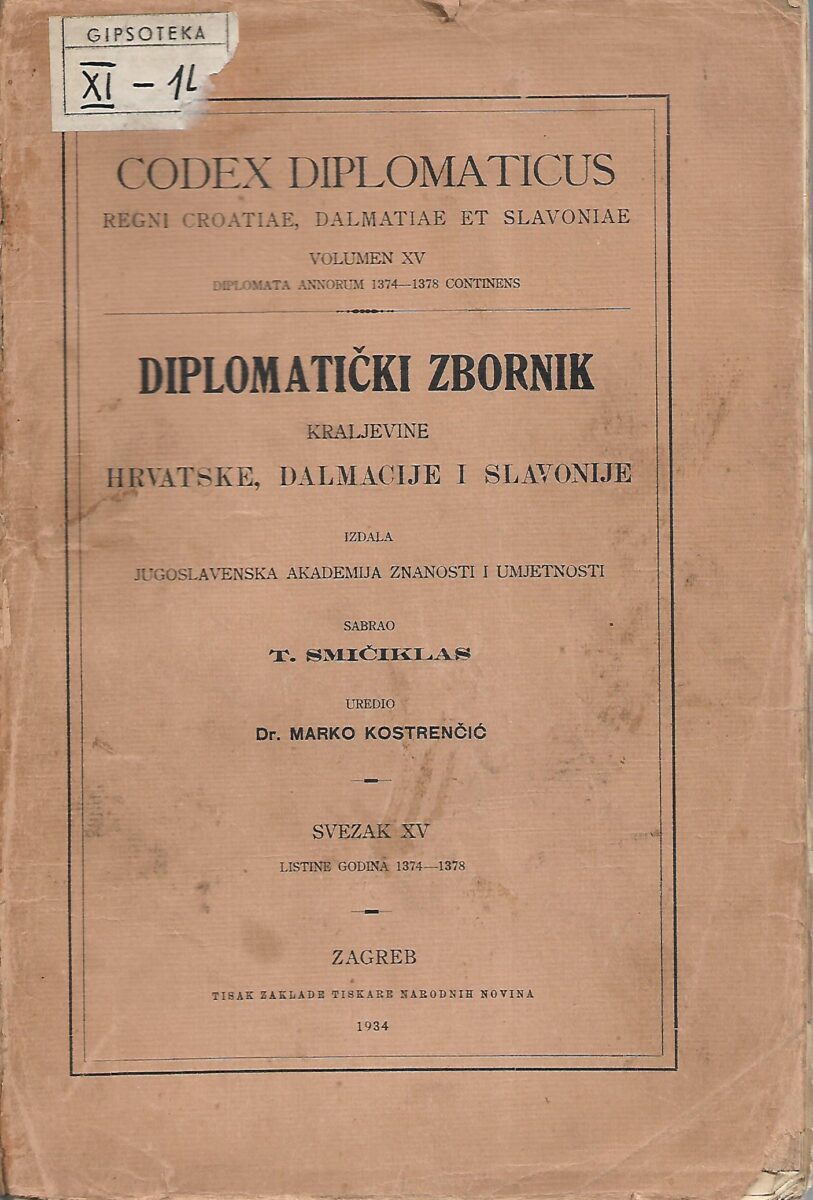 GIPSOTEKA
XI – 1
CODEX DIPLOMATICUS
REGNI CROATIAE, DALMATIAE ET SLAVONIAE
VOLUMEN XV
DIPLOMATA ANNORUM 1374—1378 CONTINENS
DIPLOMATIČKI ZBORNIK
KRALJEVINE
HRVATSKE, DALMACIJE I SLAVONIJE
IZDALA
JUGOSLAVENSKA AKADEMIJA ZNANOSTI I UMJETNOSTI
SABRAO
T. SMIČIKLAS
UREDIO
Dr. MARKO KOSTRENČIĆ
SVEZAK XV
LISTINE GODINA 1374—1378
ZAGREB
TISAK ZAKLADE TISKARE NARODNIH NOVINA
1934